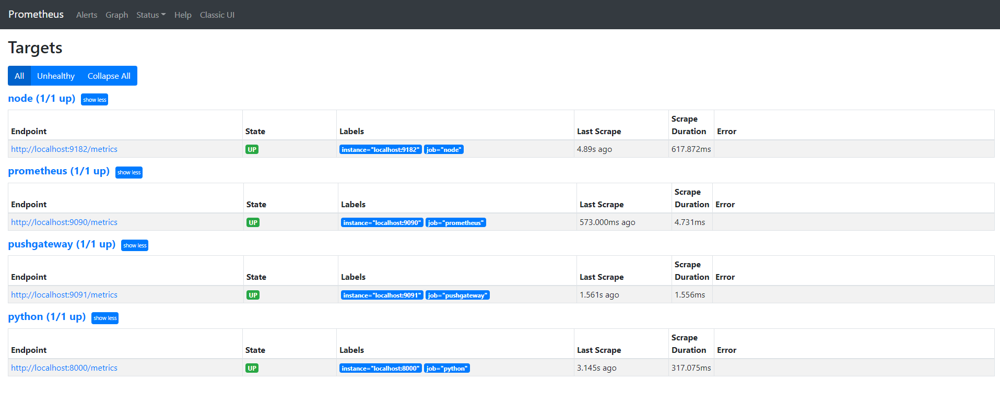 Prometheus Alerts Graph Status Help Classic UI
Targets
All Unhealthy Collapse All
node (1/1 up) show less
Endpoint State Labels Last Scrape Scrape Duration Error
http://localhost:9182/metrics UP instance="localhost:9182" job="node" 4.89s ago 617.872ms
prometheus (1/1 up) show less
Endpoint State Labels Last Scrape Scrape Duration Error
http://localhost:9090/metrics UP instance="localhost:9090" job="prometheus" 573.000ms ago 4.731ms
pushgateway (1/1 up) show less
Endpoint State Labels Last Scrape Scrape Duration Error
http://localhost:9091/metrics UP instance="localhost:9091" job="pushgateway" 1.561s ago 1.556ms
python (1/1 up) show less
Endpoint State Labels Last Scrape Scrape Duration Error
http://localhost:8000/metrics UP instance="localhost:8000" job="python" 3.145s ago 317.075ms